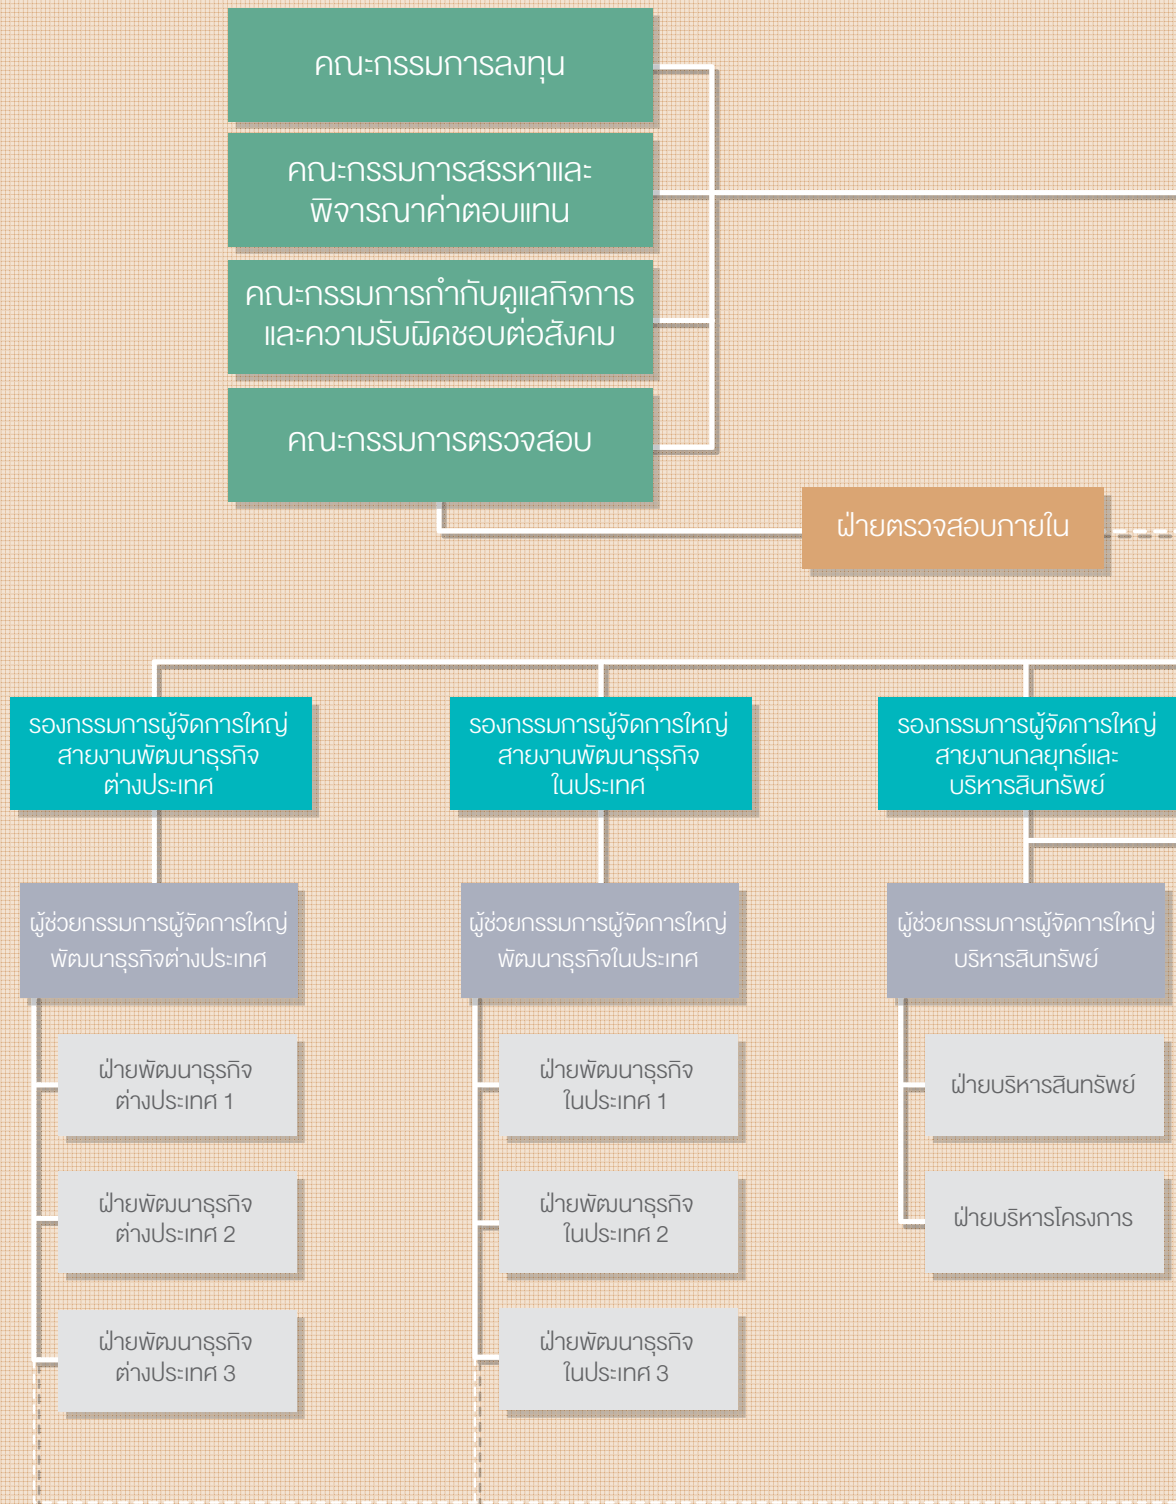 คณะกรรมการลงทุน
คณะกรรมการสรรหาและ
พิจารณาค่าตอบแทน
คณะกรรมการกำกับดูแลกิจการ
และความรับผิดชอบต่อสังคม
คณะกรรมการตรวจสอบ
ฝ่ายตรวจสอบภายใน
รองกรรมการผู้จัดการใหญ่
สายงานพัฒนาธุรกิจ
ต่างประเทศ
รองกรรมการผู้จัดการใหญ่
สายงานพัฒนาธุรกิจ
ในประเทศ
รองกรรมการผู้จัดการใหญ่
สายงานกลยุทธ์และ
บริหารสินทรัพย์
ผู้ช่วยกรรมการผู้จัดการใหญ่
พัฒนาธุรกิจต่างประเทศ
ผู้ช่วยกรรมการผู้จัดการใหญ่
พัฒนาธุรกิจในประเทศ
ผู้ช่วยกรรมการผู้จัดการใหญ่
บริหารสินทรัพย์
ฝ่ายพัฒนาธุรกิจ
ต่างประเทศ 1
ฝ่ายพัฒนาธุรกิจ
ในประเทศ 1
ฝ่ายบริหารสินทรัพย์
ฝ่ายพัฒนาธุรกิจ
ต่างประเทศ 2
ฝ่ายพัฒนาธุรกิจ
ในประเทศ 2
ฝ่ายบริหารโครงการ
ฝ่ายพัฒนาธุรกิจ
ต่างประเทศ 3
ฝ่ายพัฒนาธุรกิจ
ในประเทศ 3